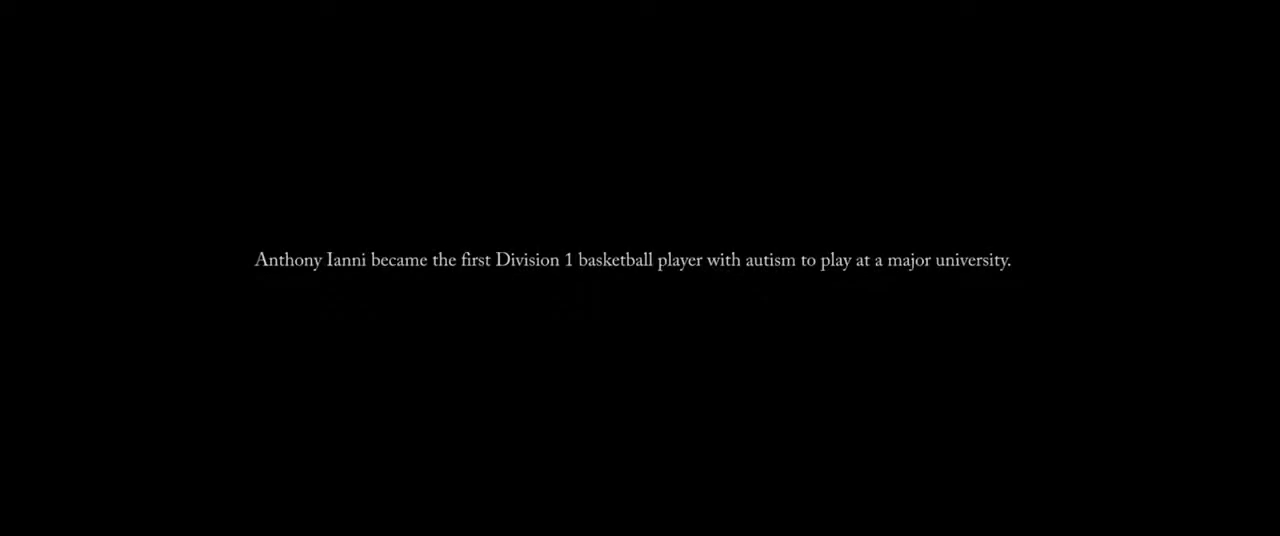 Anthony Ianni became the first Division 1 basketball player with autism to play at a major university.